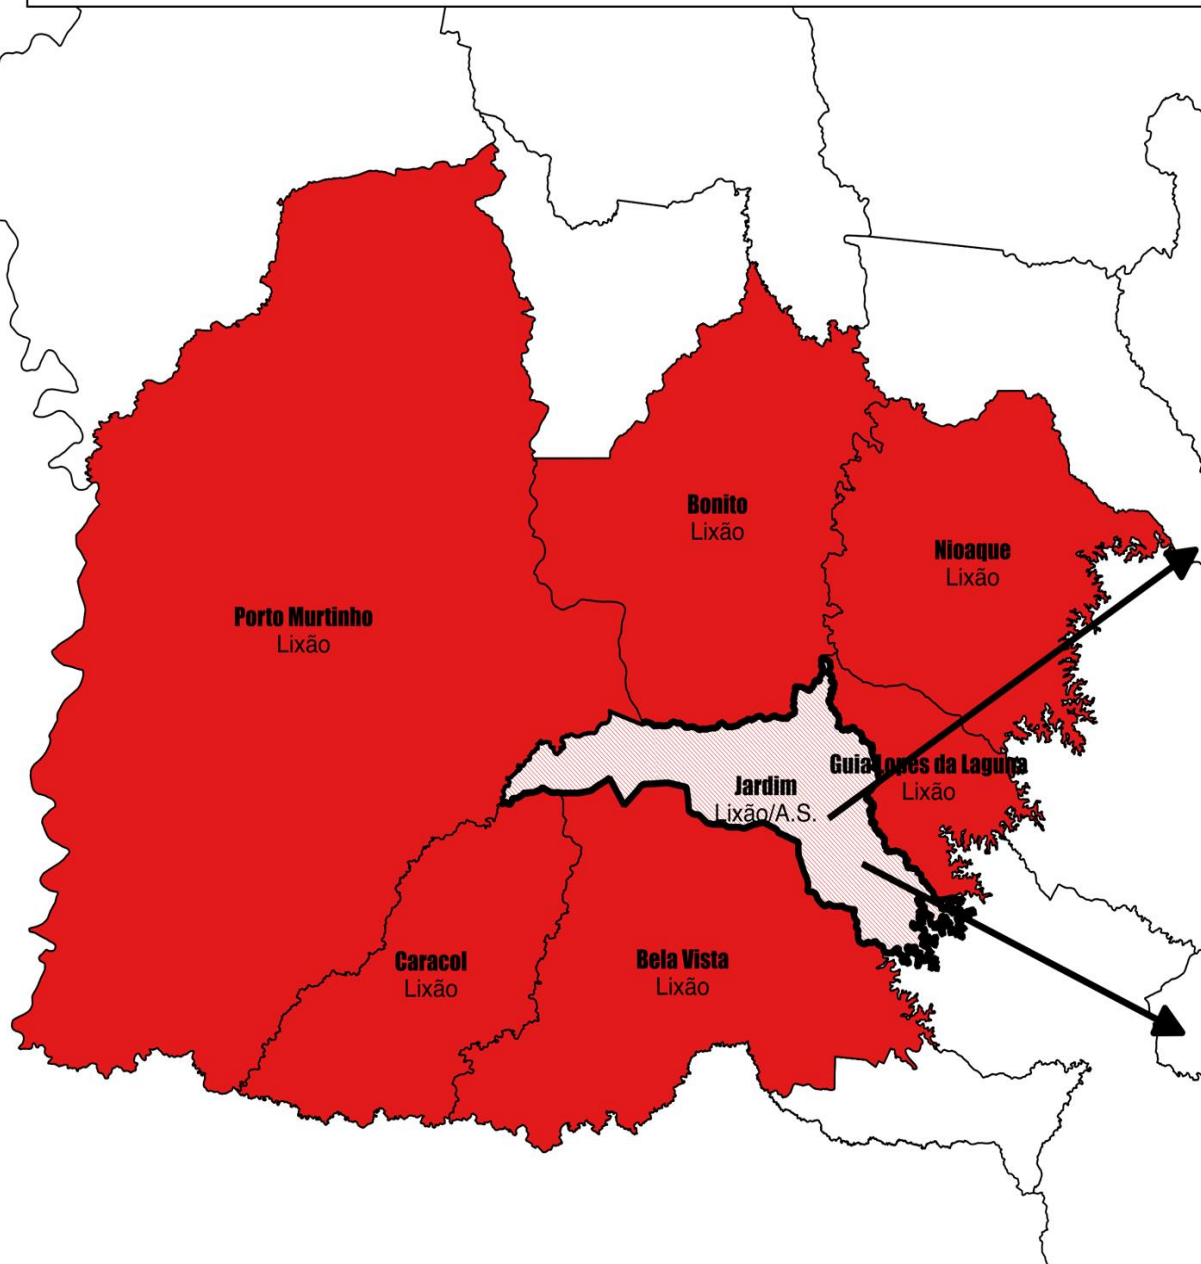 Bonito
Lixão
Nioaque
Lixão
Porto Murtinho
Lixão
Guia Lopes da Laguna
Lixão
Jardim
Lixão/A.S.
Caracol
Lixão
Bela Vista
Lixão